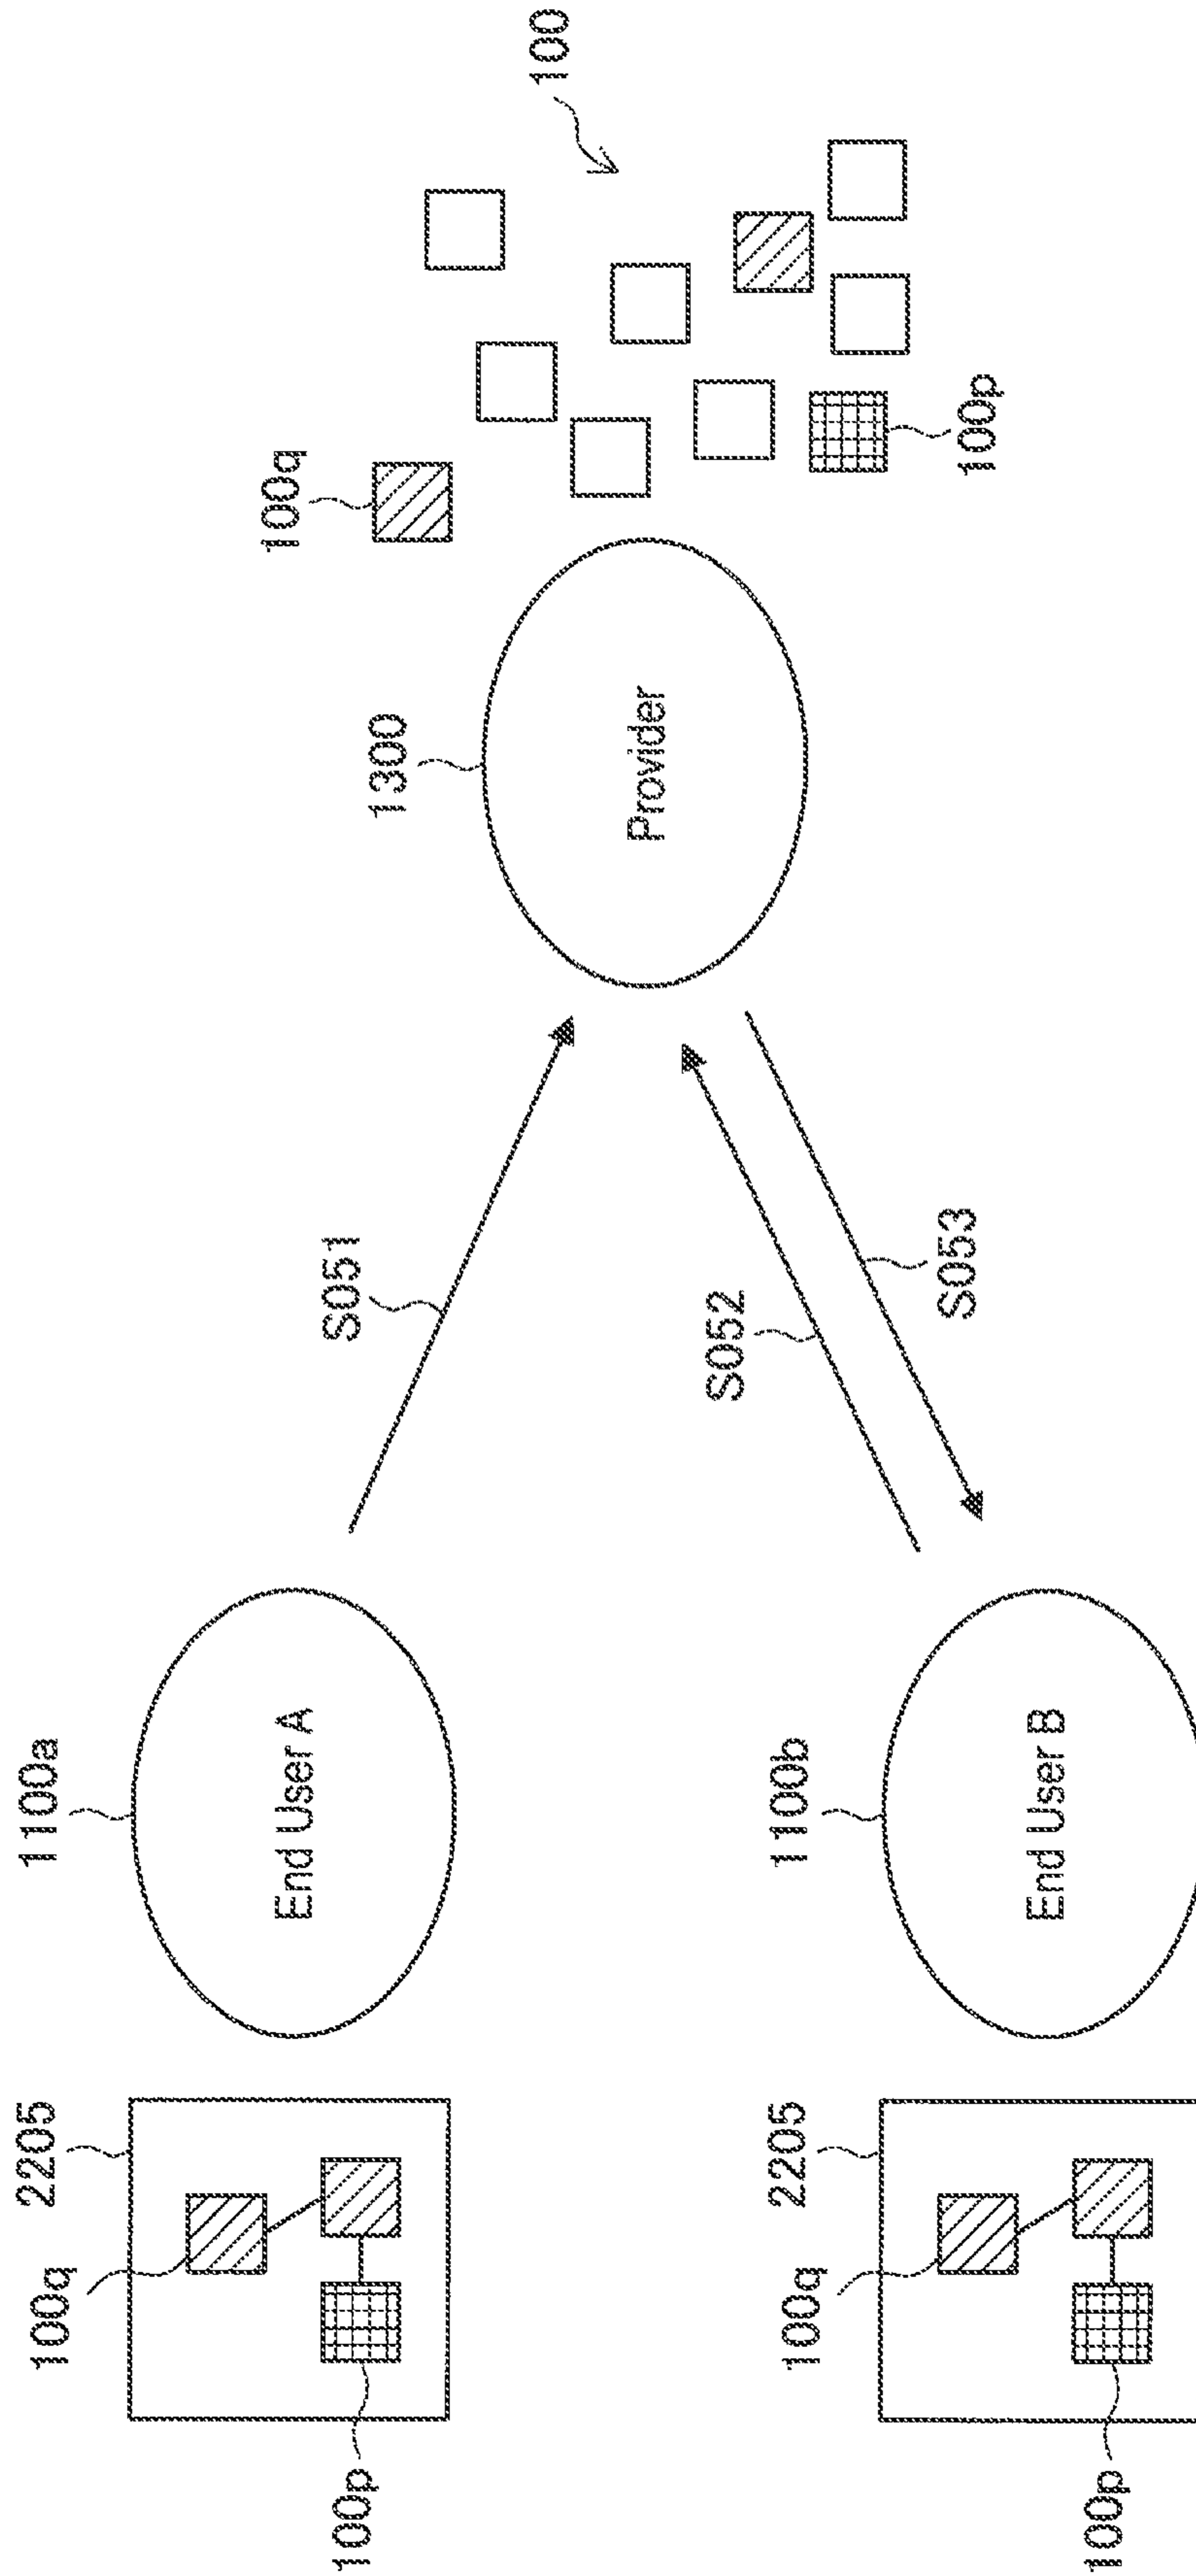 100p
100q
2205
1100a
End User A
S051
1300
Provider
100q
100
100p
S052
S053
100p
100q
2205
1100b
End User B